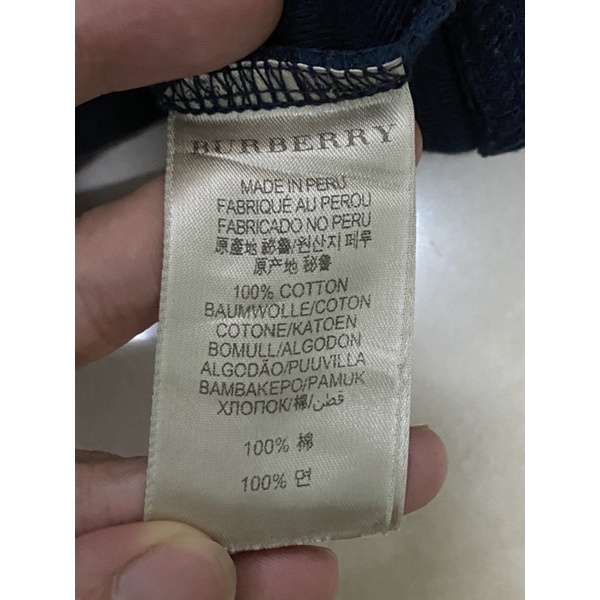 BURBERRY
MADE IN PERU
FABRIQUÉ AU PEROU
FABRICADO NO PERU
原產地 秘魯/원산지 페루
原产地 秘魯
100% COTTON
BAUMWOLLE/COTON
COTONE/KATOEN
BOMULL/ALGODON
ALGODÃO/PUUVILLA
BAMBAKEPO/PAMUK
ХЛОПОК/棉/قطن
100% 棉
100% 면